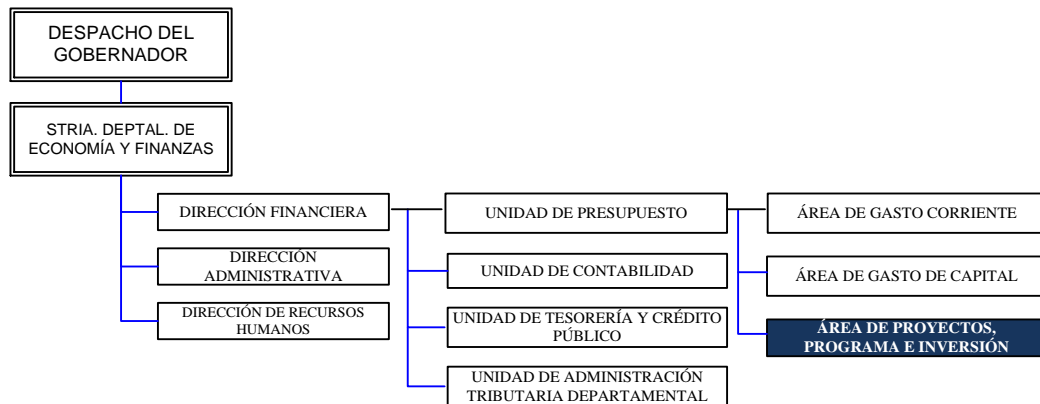 DESPACHO DEL
GOBERNADOR
STRIA. DEPTAL. DE
ECONOMÍA Y FINANZAS
DIRECCIÓN FINANCIERA
DIRECCIÓN
ADMINISTRATIVA
DIRECCIÓN DE RECURSOS
HUMANOS
UNIDAD DE PRESUPUESTO
UNIDAD DE CONTABILIDAD
UNIDAD DE TESORERÍA Y CRÉDITO
PÚBLICO
UNIDAD DE ADMINISTRACIÓN
TRIBUTARIA DEPARTAMENTAL
ÁREA DE GASTO CORRIENTE
ÁREA DE GASTO DE CAPITAL
ÁREA DE PROYECTOS,
PROGRAMA E INVERSIÓN